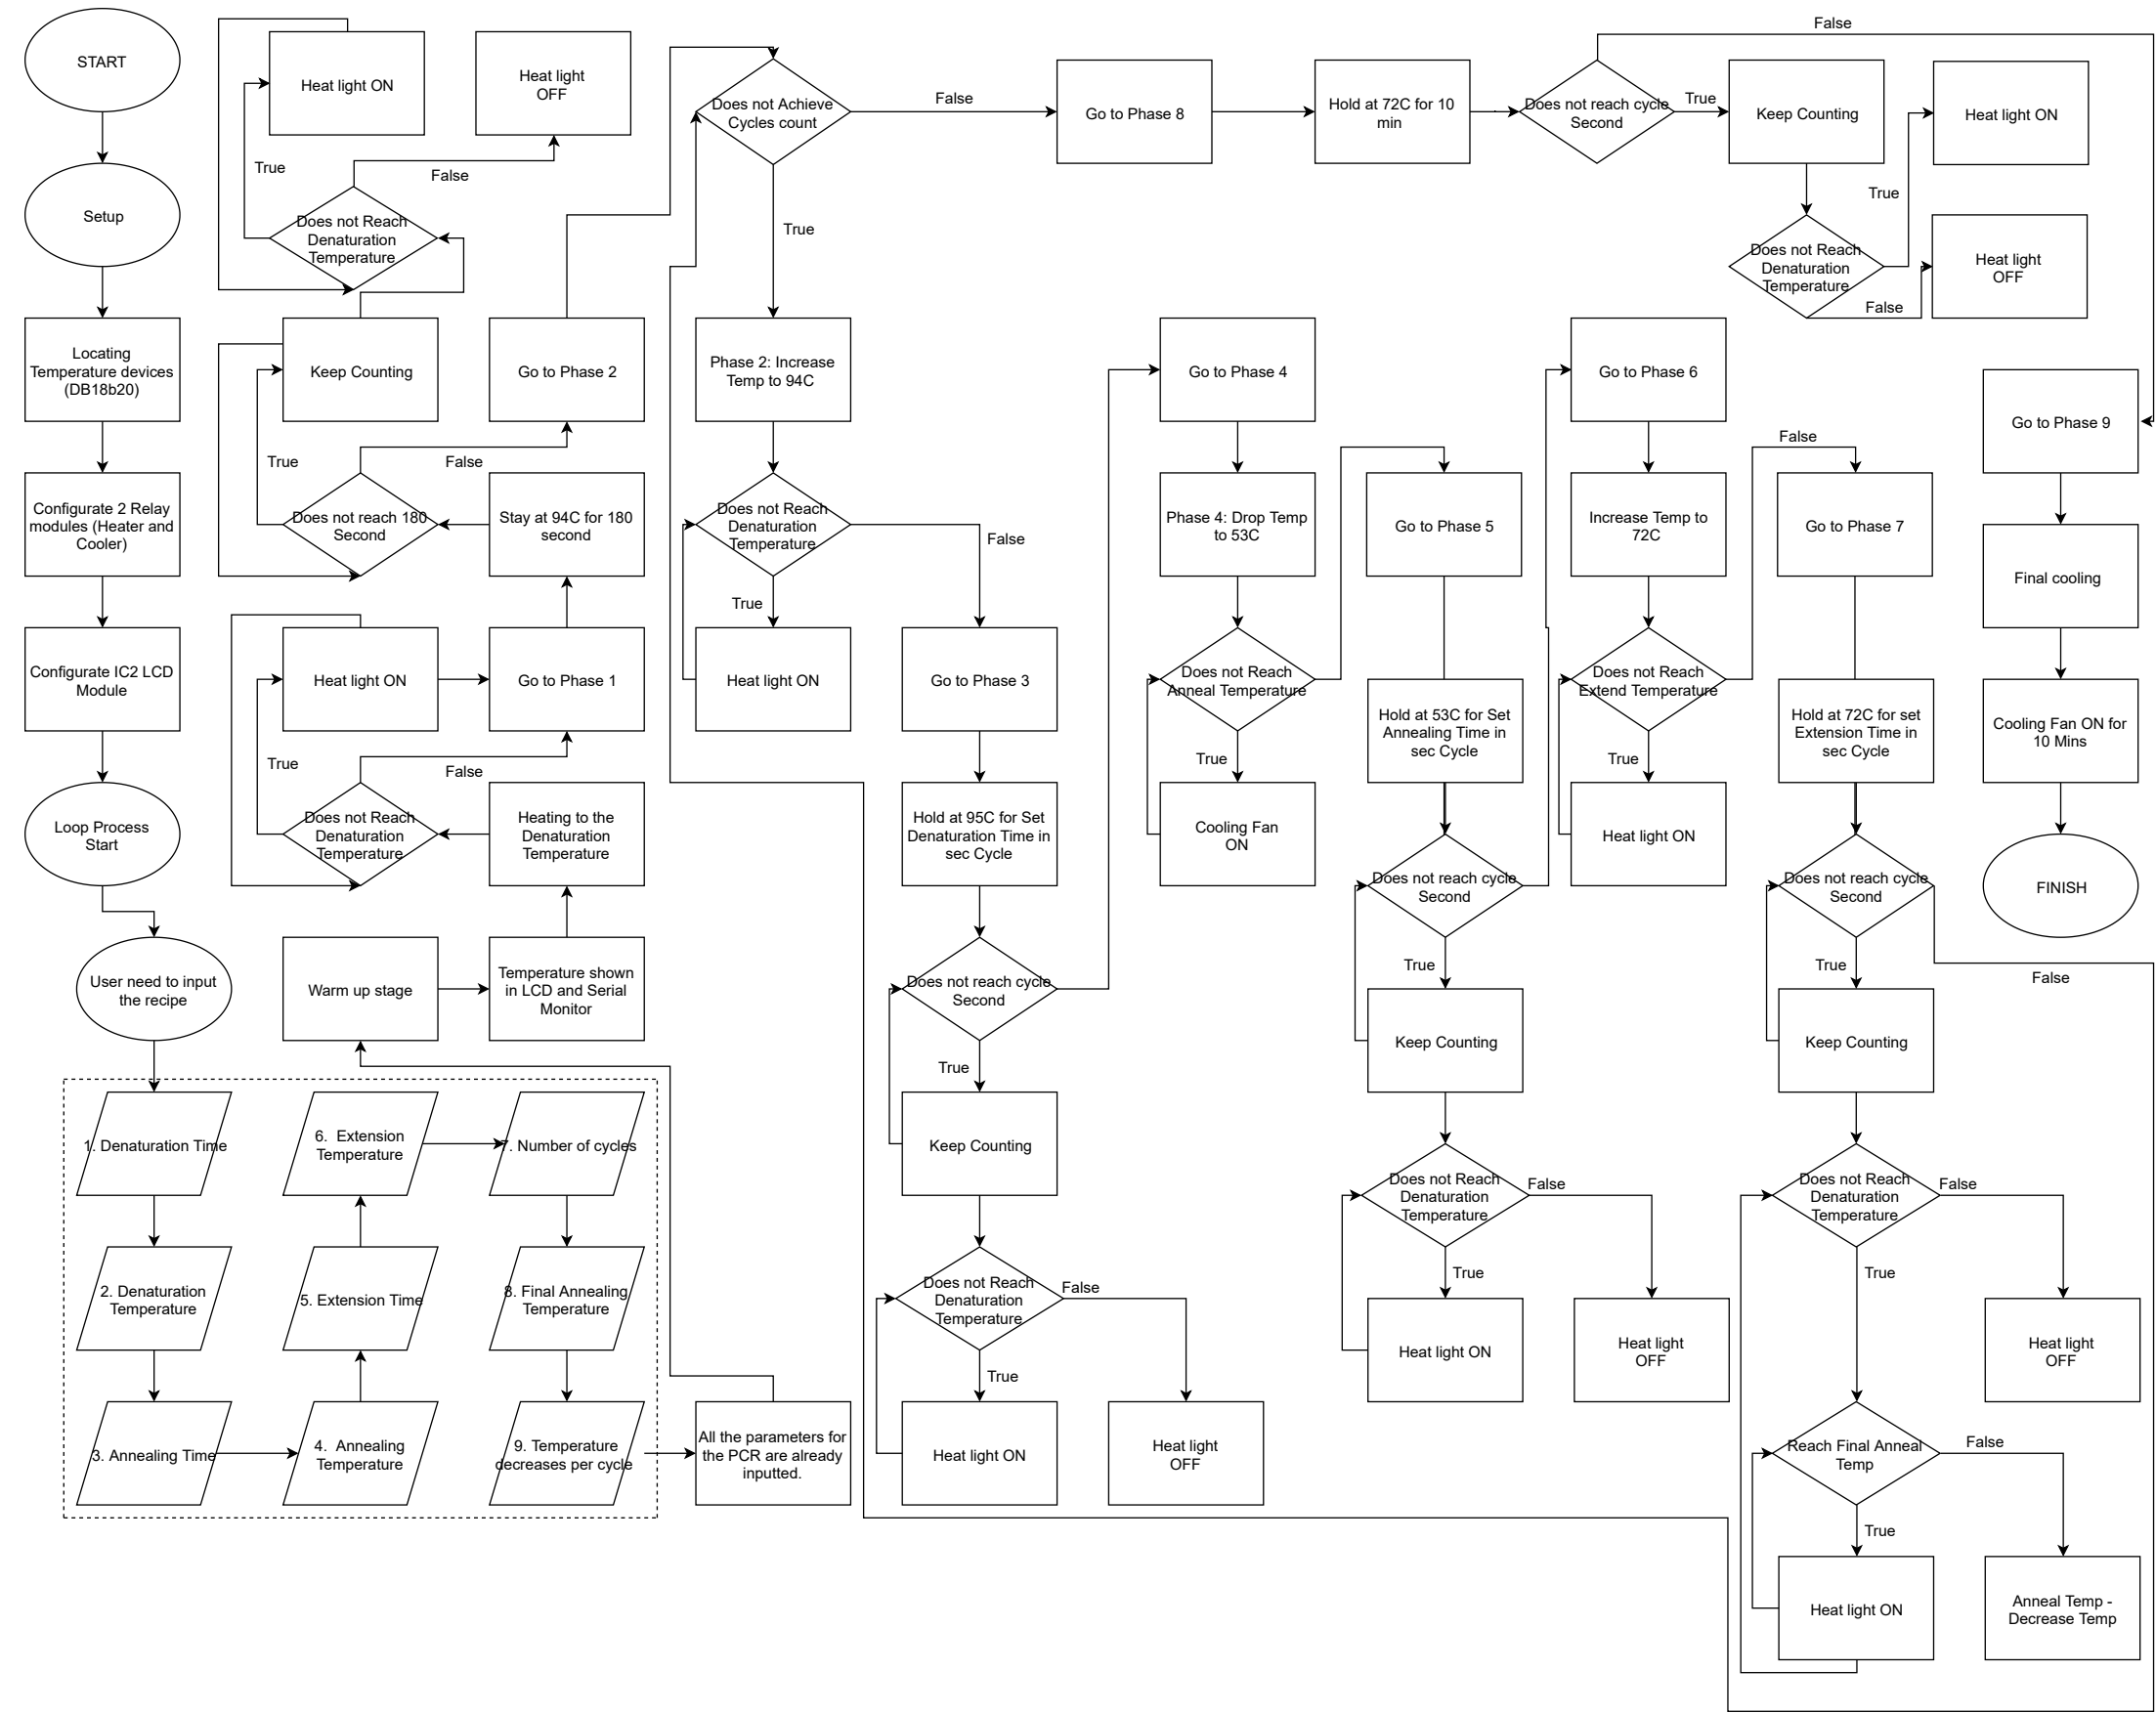 START
Setup
Locating
Temperature devices
(DB18b20)
Configurate 2 Relay
modules (Heater and
Cooler)
Configurate IC2 LCD
Module
Loop Process
Start
User need to input
the recipe
1. Denaturation Time
2. Denaturation
Temperature
3. Annealing Time
4. Annealing
Temperature
5. Extension Time
6. Extension
Temperature
7. Number of cycles
8. Final Annealing
Temperature
9. Temperature
decreases per cycle
All the parameters for
the PCR are already
inputted.
Warm up stage
Temperature shown
in LCD and Serial
Monitor
Heating to the
Denaturation
Temperature
Does not Reach
Denaturation
Temperature
True
False
Heat light ON
Go to Phase 1
Stay at 94C for 180
second
Does not reach 180
Second
True
False
Keep Counting
Go to Phase 2
Does not Reach
Denaturation
Temperature
True
False
Heat light ON
Heat light
OFF
Does not Achieve
Cycles count
False
True
Phase 2: Increase
Temp to 94C
Does not Reach
Denaturation
Temperature
False
True
Heat light ON
Go to Phase 3
Hold at 95C for Set
Denaturation Time in
sec Cycle
Does not reach cycle
Second
True
Keep Counting
Does not Reach
Denaturation
Temperature
False
True
Heat light ON
Heat light
OFF
Go to Phase 4
Phase 4: Drop Temp
to 53C
Does not Reach
Anneal Temperature
True
Cooling Fan
ON
Go to Phase 5
Hold at 53C for Set
Annealing Time in
sec Cycle
Does not reach cycle
Second
True
Keep Counting
Does not Reach
Denaturation
Temperature
False
True
Heat light ON
Heat light
OFF
Go to Phase 6
Increase Temp to
72C
Does not Reach
Extend Temperature
False
True
Heat light ON
Go to Phase 7
Hold at 72C for set
Extension Time in
sec Cycle
Does not reach cycle
Second
True
False
Keep Counting
Does not Reach
Denaturation
Temperature
False
True
Heat light
OFF
Reach Final Anneal
Temp
False
True
Heat light ON
Anneal Temp -
Decrease Temp
Go to Phase 8
Hold at 72C for 10
min
Does not reach cycle
Second
False
True
Keep Counting
Does not Reach
Denaturation
Temperature
True
False
Heat light ON
Heat light
OFF
Go to Phase 9
Final cooling
Cooling Fan ON for
10 Mins
FINISH